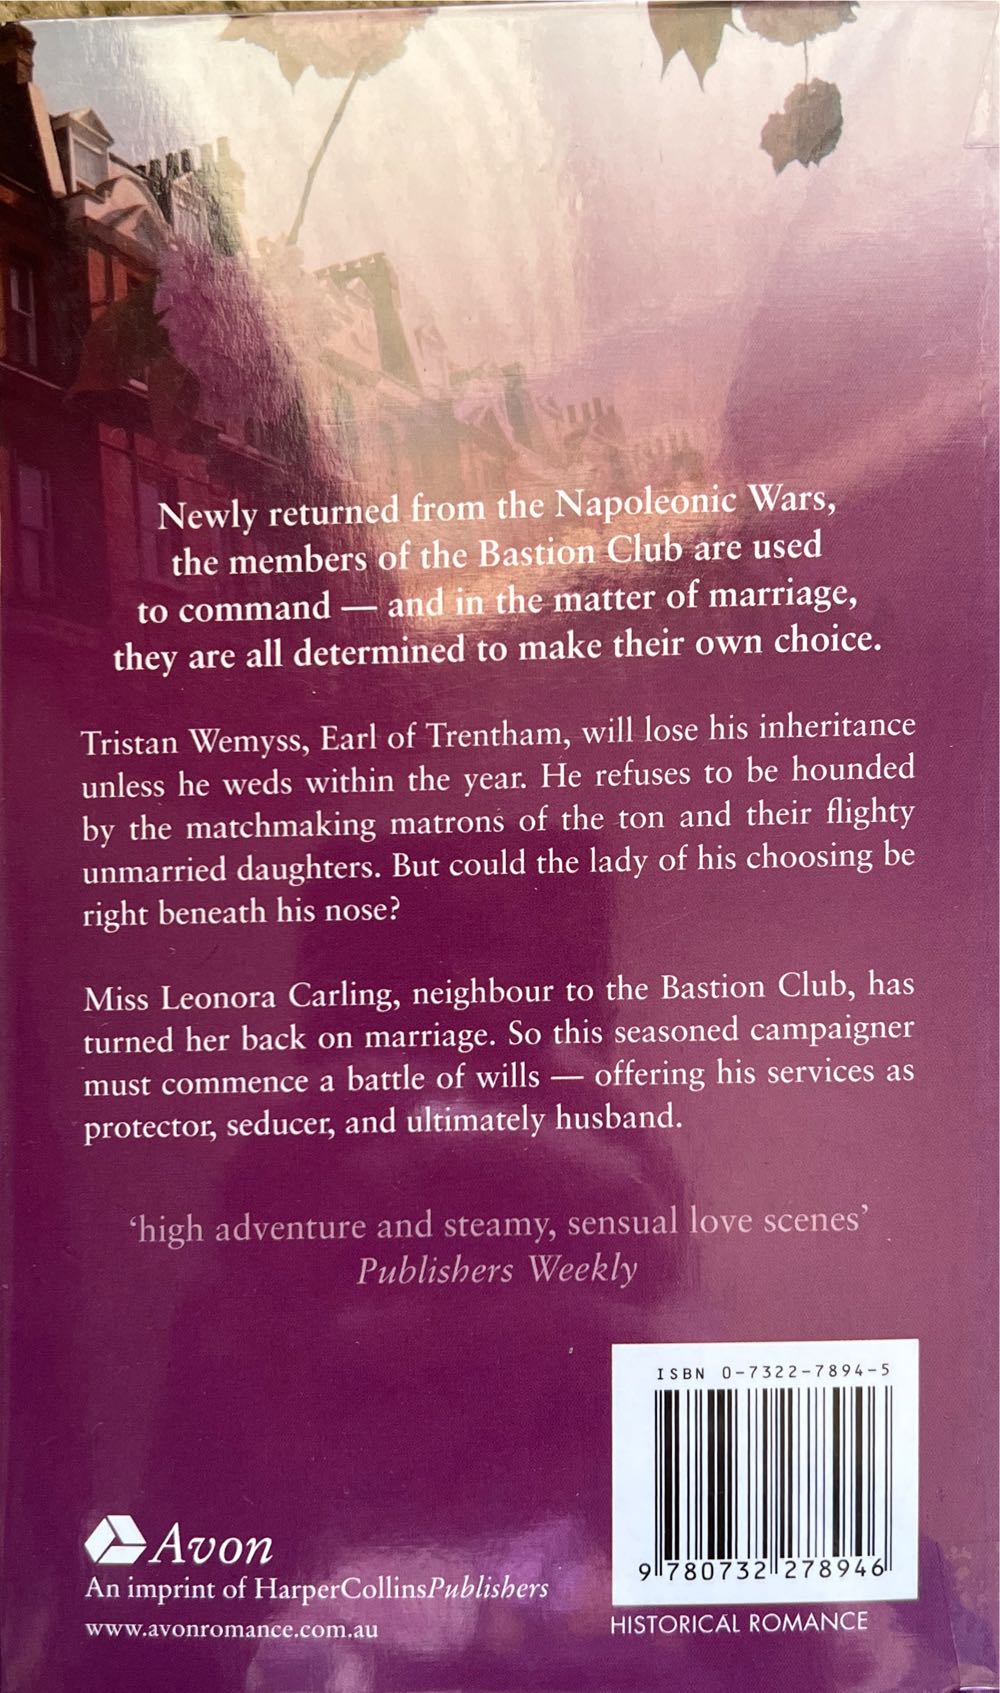 Newly returned from the Napoleonic Wars,
the members of the Bastion Club are used
to command — and in the matter of marriage,
they are all determined to make their own choice.
Tristan Wemyss, Earl of Trentham, will lose his inheritance
unless he weds within the year. He refuses to be hounded
by the matchmaking matrons of the ton and their flighty
unmarried daughters. But could the lady of his choosing be
right beneath his nose?
Miss Leonora Carling, neighbour to the Bastion Club, has
turned her back on marriage. So this seasoned campaigner
must commence a battle of wills — offering his services as
protector, seducer, and ultimately husband.
‘high adventure and steamy, sensual love scenes’
Publishers Weekly
ISBN 0-7322-7894-5
9 780732 278946
Avon
An imprint of HarperCollinsPublishers
www.avonromance.com.au
HISTORICAL ROMANCE